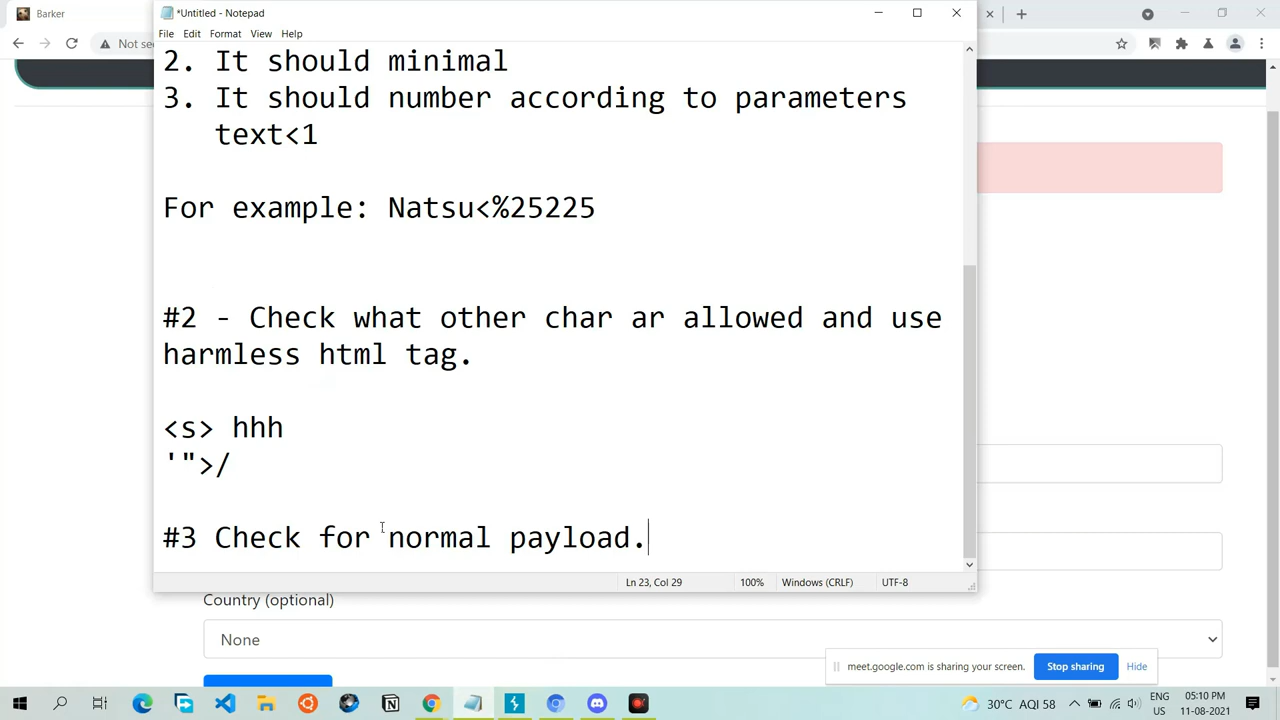 Barker
*Untitled - Notepad
Not sec
File Edit Format View Help
2. It should minimal
3. It should number according to parameters
text<1
For example: Natsu<%25225
#2 - Check what other char ar allowed and use
harmless html tag.
<s> hhh
'">/
#3 Check for normal payload.
Ln 23, Col 29
100%
Windows (CRLF)
UTF-8
Country (optional)
None
meet.google.com is sharing your screen.
Stop sharing
Hide
30°C AQI 58
ENG
US
05:10 PM
11-08-2021